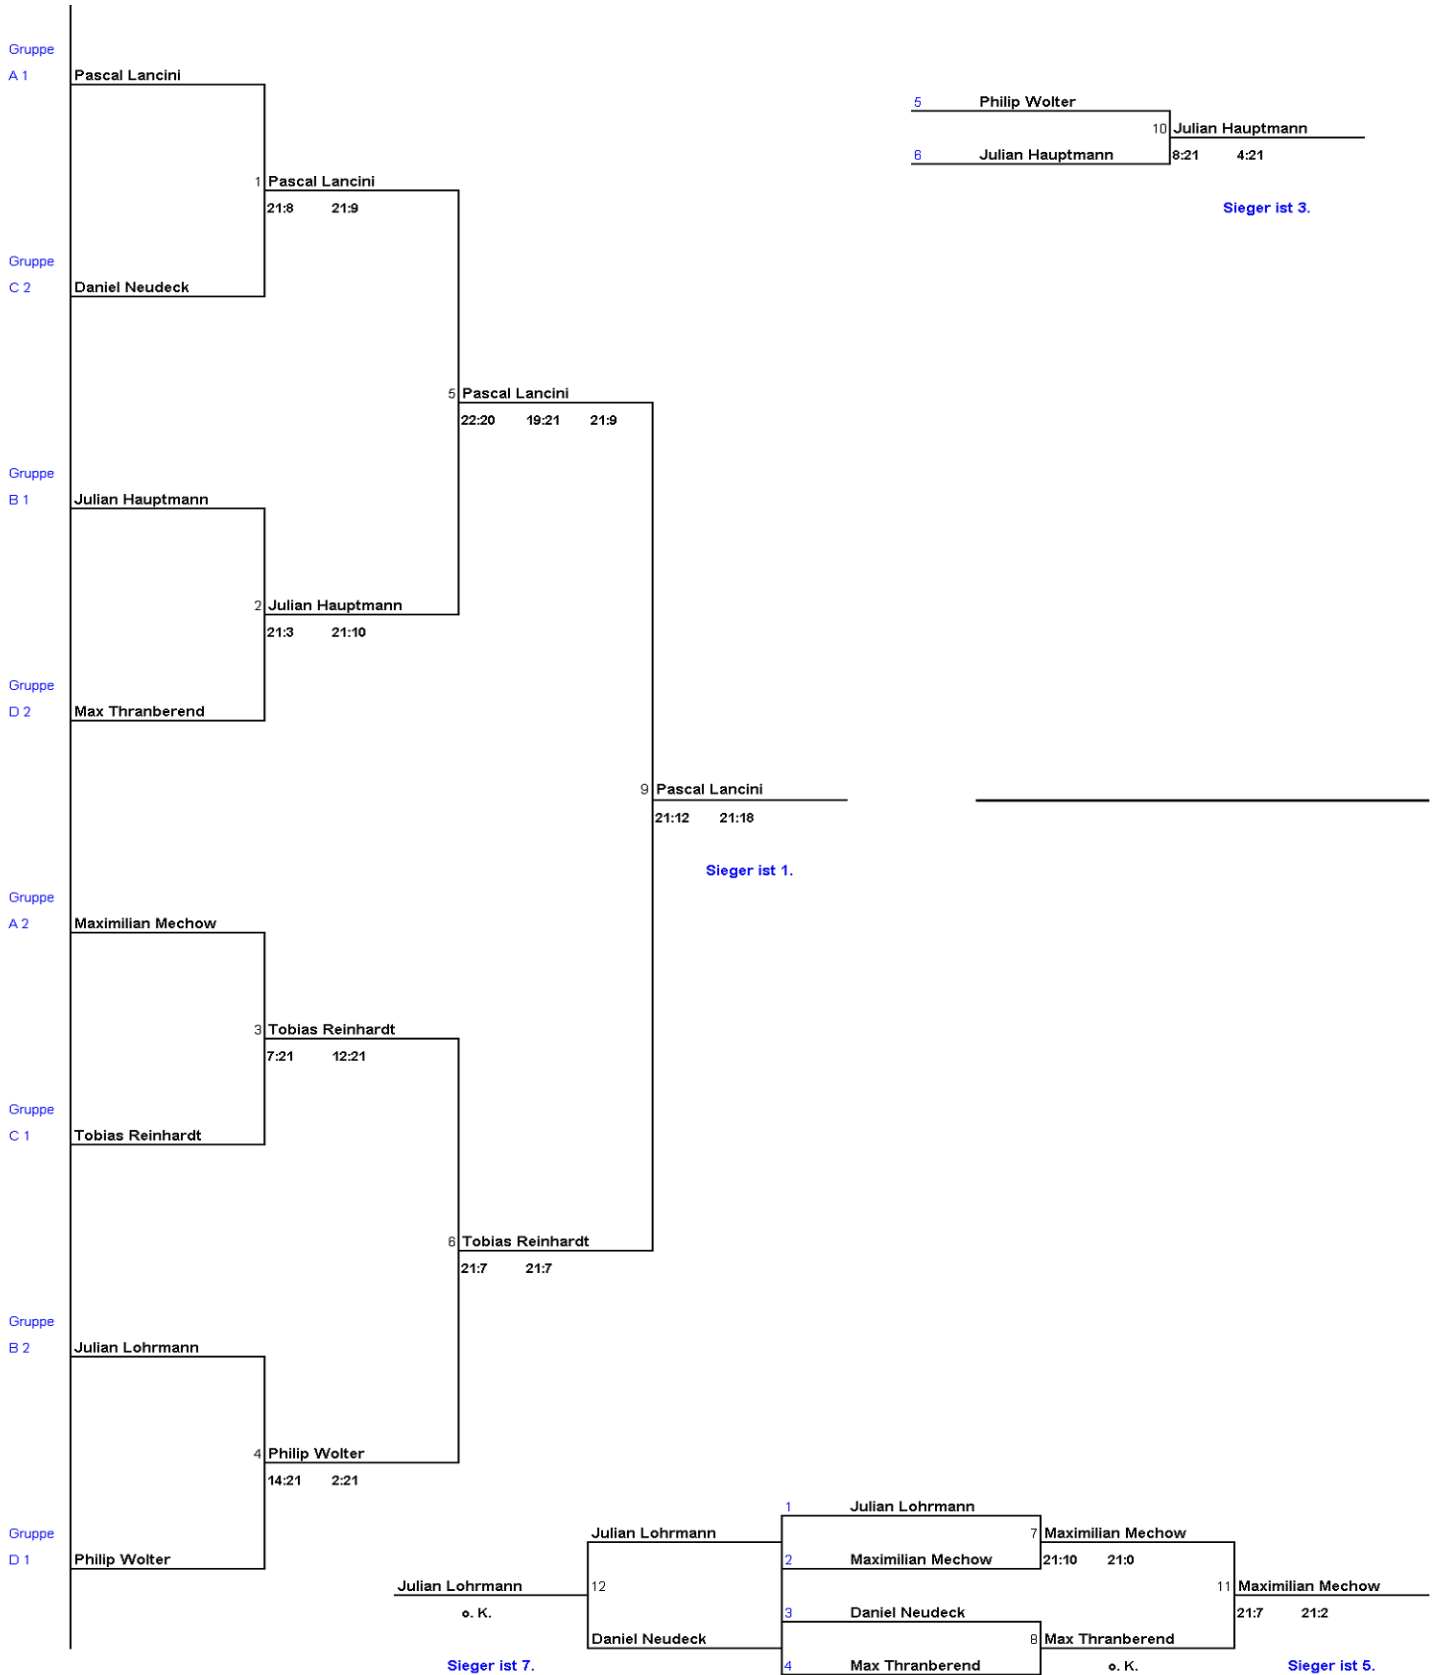 Gruppe
A 1 Pascal Lancini
5 Philip Wolter
10 Julian Hauptmann
6 Julian Hauptmann 8:21 4:21
1 Pascal Lancini
21:8 21:9
Sieger ist 3.
Gruppe
C 2 Daniel Neudeck
5 Pascal Lancini
22:20 19:21 21:9
Gruppe
B 1 Julian Hauptmann
2 Julian Hauptmann
21:3 21:10
Gruppe
D 2 Max Thranberend
9 Pascal Lancini
21:12 21:18
Sieger ist 1.
Gruppe
A 2 Maximilian Mechow
3 Tobias Reinhardt
7:21 12:21
Gruppe
C 1 Tobias Reinhardt
6 Tobias Reinhardt
21:7 21:7
Gruppe
B 2 Julian Lohrmann
4 Philip Wolter
14:21 2:21
1 Julian Lohrmann
Gruppe
Julian Lohrmann 7 Maximilian Mechow
D 1 Philip Wolter 2 Maximilian Mechow 21:10 21:0
Julian Lohrmann 12 11 Maximilian Mechow
o. K. 3 Daniel Neudeck 21:7 21:2
Daniel Neudeck 8 Max Thranberend
Sieger ist 7. 4 Max Thranberend o. K. Sieger ist 5.